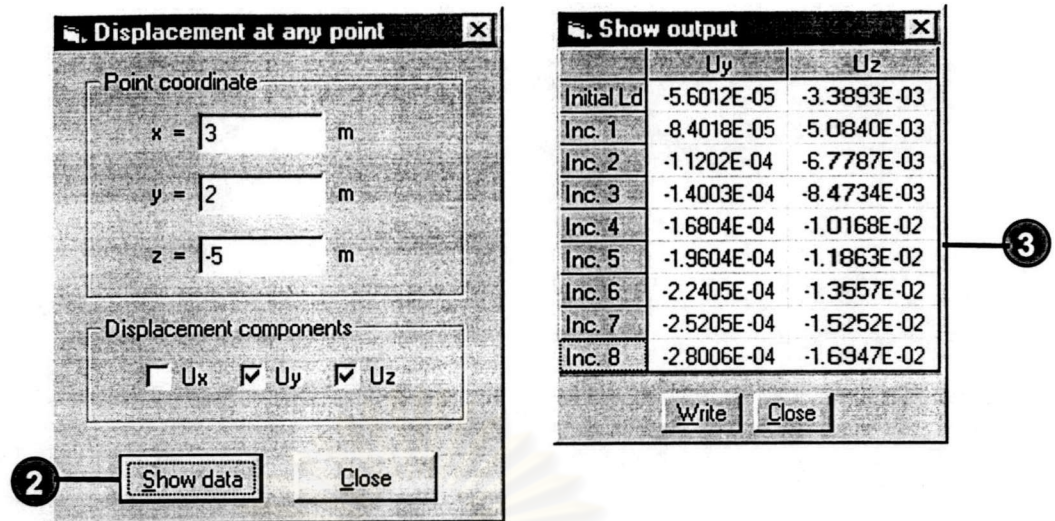 Displacement at any point
Point coordinate
x = 3 m
y = 2 m
z = -5 m
Displacement components
Ux Uy Uz
2
Show data Close
Show output
Uy Uz
Initial Ld -5.6012E-05 -3.3893E-03
Inc. 1 -8.4018E-05 -5.0840E-03
Inc. 2 -1.1202E-04 -6.7787E-03
Inc. 3 -1.4003E-04 -8.4734E-03
Inc. 4 -1.6804E-04 -1.0168E-02
Inc. 5 -1.9604E-04 -1.1863E-02
Inc. 6 -2.2405E-04 -1.3557E-02
Inc. 7 -2.5205E-04 -1.5252E-02
Inc. 8 -2.8006E-04 -1.6947E-02
3
Write Close